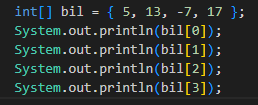 int[] bil = { 5, 13, -7, 17 };
System.out.println(bil[0]);
System.out.println(bil[1]);
System.out.println(bil[2]);
System.out.println(bil[3]);